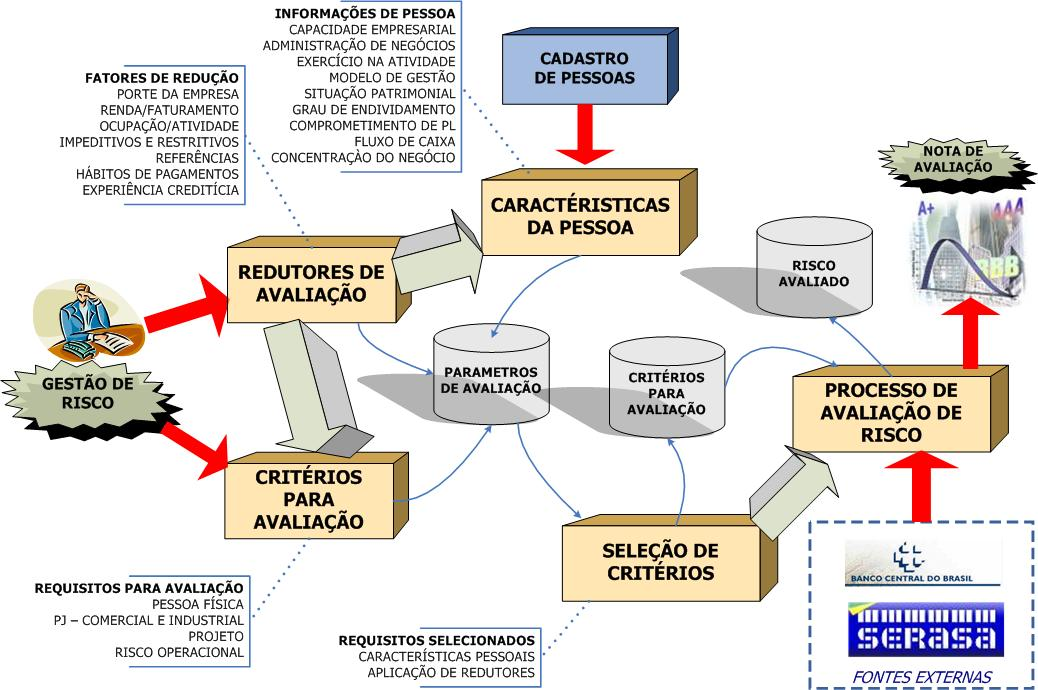 INFORMAÇÕES DE PESSOA
CAPACIDADE EMPRESARIAL
ADMINISTRAÇÃO DE NEGÓCIOS
EXERCÍCIO NA ATIVIDADE
MODELO DE GESTÃO
SITUAÇÃO PATRIMONIAL
GRAU DE ENDIVIDAMENTO
COMPROMETIMENTO DE PL
FLUXO DE CAIXA
CONCENTRAÇÀO DO NEGÓCIO
FATORES DE REDUÇÃO
PORTE DA EMPRESA
RENDA/FATURAMENTO
OCUPAÇÃO/ATIVIDADE
IMPEDITIVOS E RESTRITIVOS
REFERÊNCIAS
HÁBITOS DE PAGAMENTOS
EXPERIÊNCIA CREDITÍCIA
CADASTRO
DE PESSOAS
NOTA DE
AVALIAÇÃO
A+
AAA
BBB
CARACTÉRISTICAS
DA PESSOA
REDUTORES DE
AVALIAÇÃO
RISCO
AVALIADO
GESTÃO DE
RISCO
PARAMETROS
DE AVALIAÇÃO
CRITÉRIOS
PARA
AVALIAÇÃO
PROCESSO DE
AVALIAÇÃO DE
RISCO
CRITÉRIOS
PARA
AVALIAÇÃO
SELEÇÃO DE
CRITÉRIOS
BANCO CENTRAL DO BRASIL
SERASA
FONTES EXTERNAS
REQUISITOS PARA AVALIAÇÃO
PESSOA FÍSICA
PJ – COMERCIAL E INDUSTRIAL
PROJETO
RISCO OPERACIONAL
REQUISITOS SELECIONADOS
CARACTERÍSTICAS PESSOAIS
APLICAÇÃO DE REDUTORES